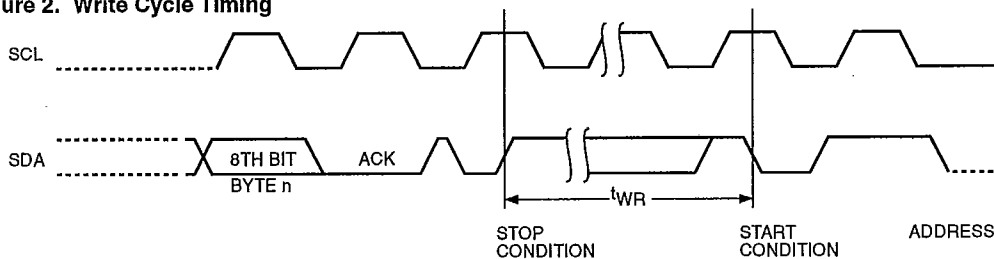 ure 2. Write Cycle Timing
SCL
SDA
8TH BIT
BYTE n
ACK
tWR
STOP
CONDITION
START
CONDITION
ADDRESS